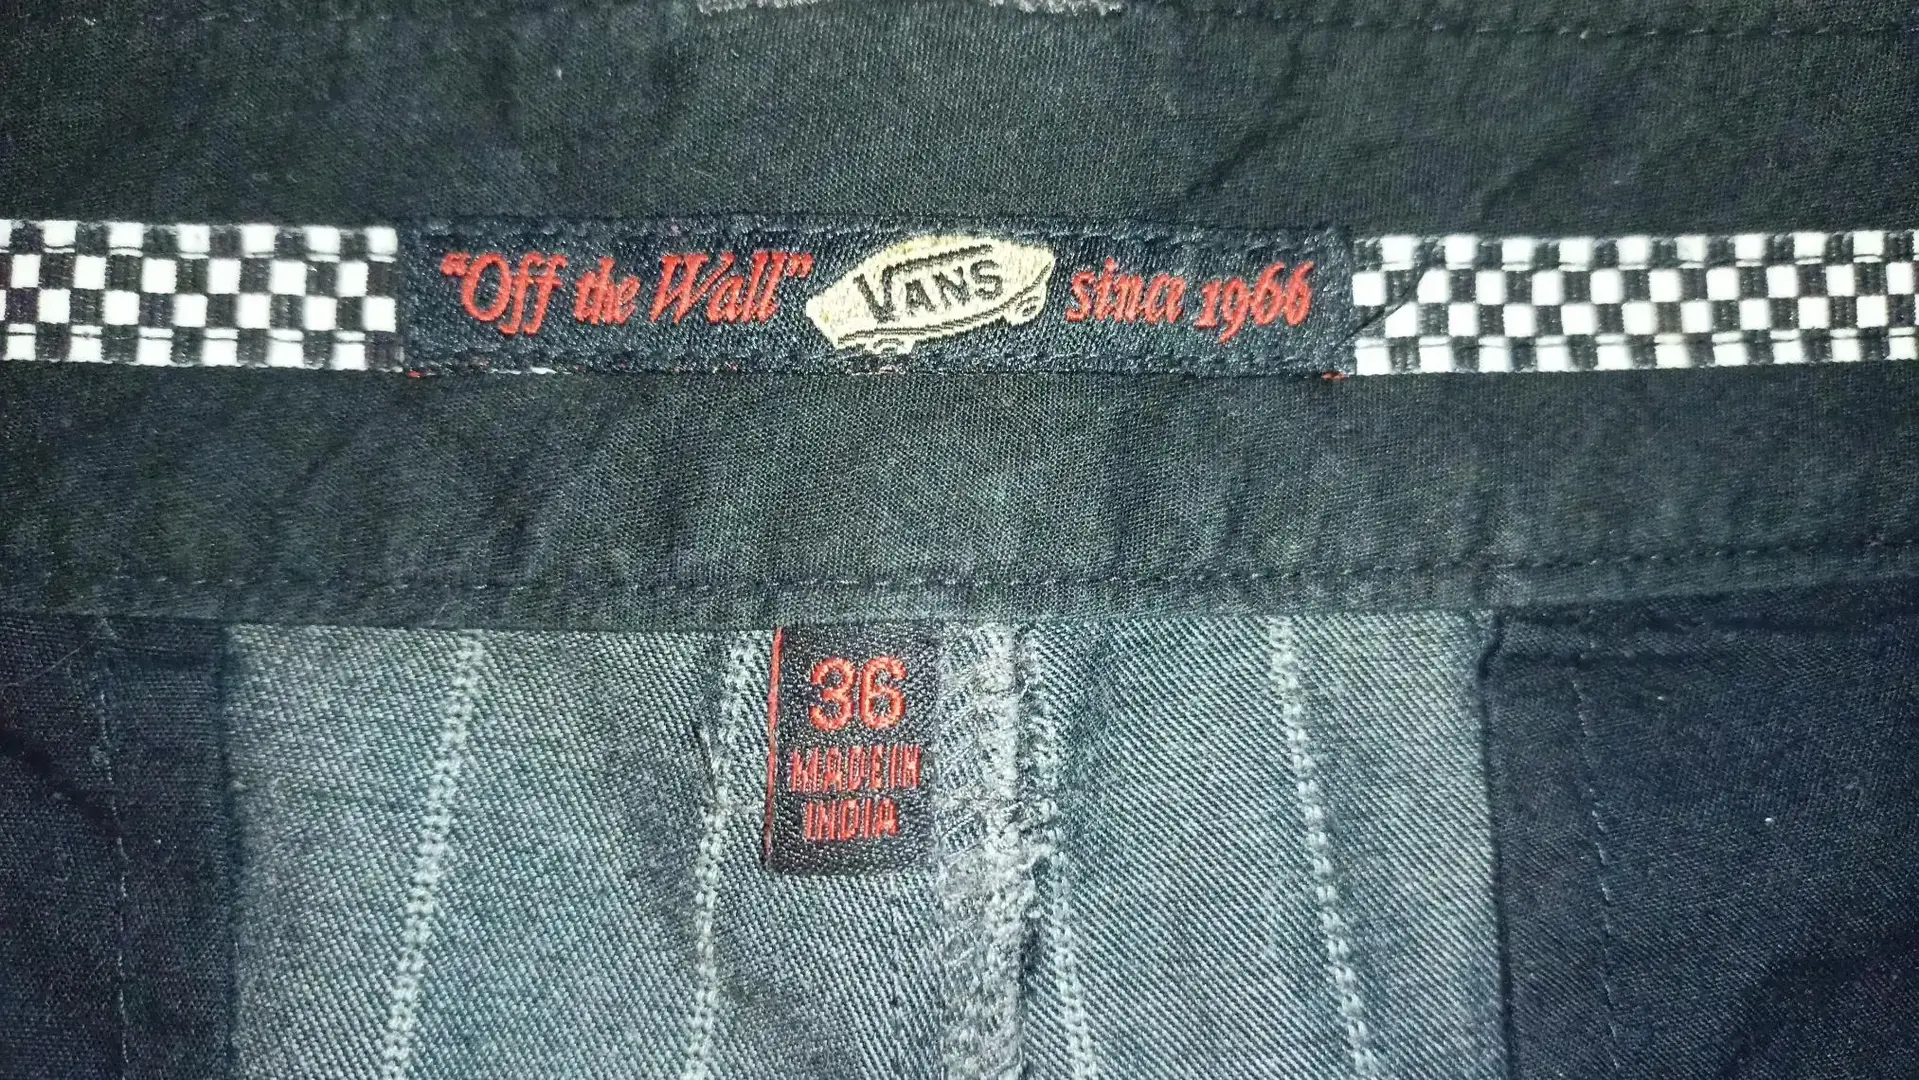 "Off the Wall" VANS since 1966
36
MADE IN
INDIA